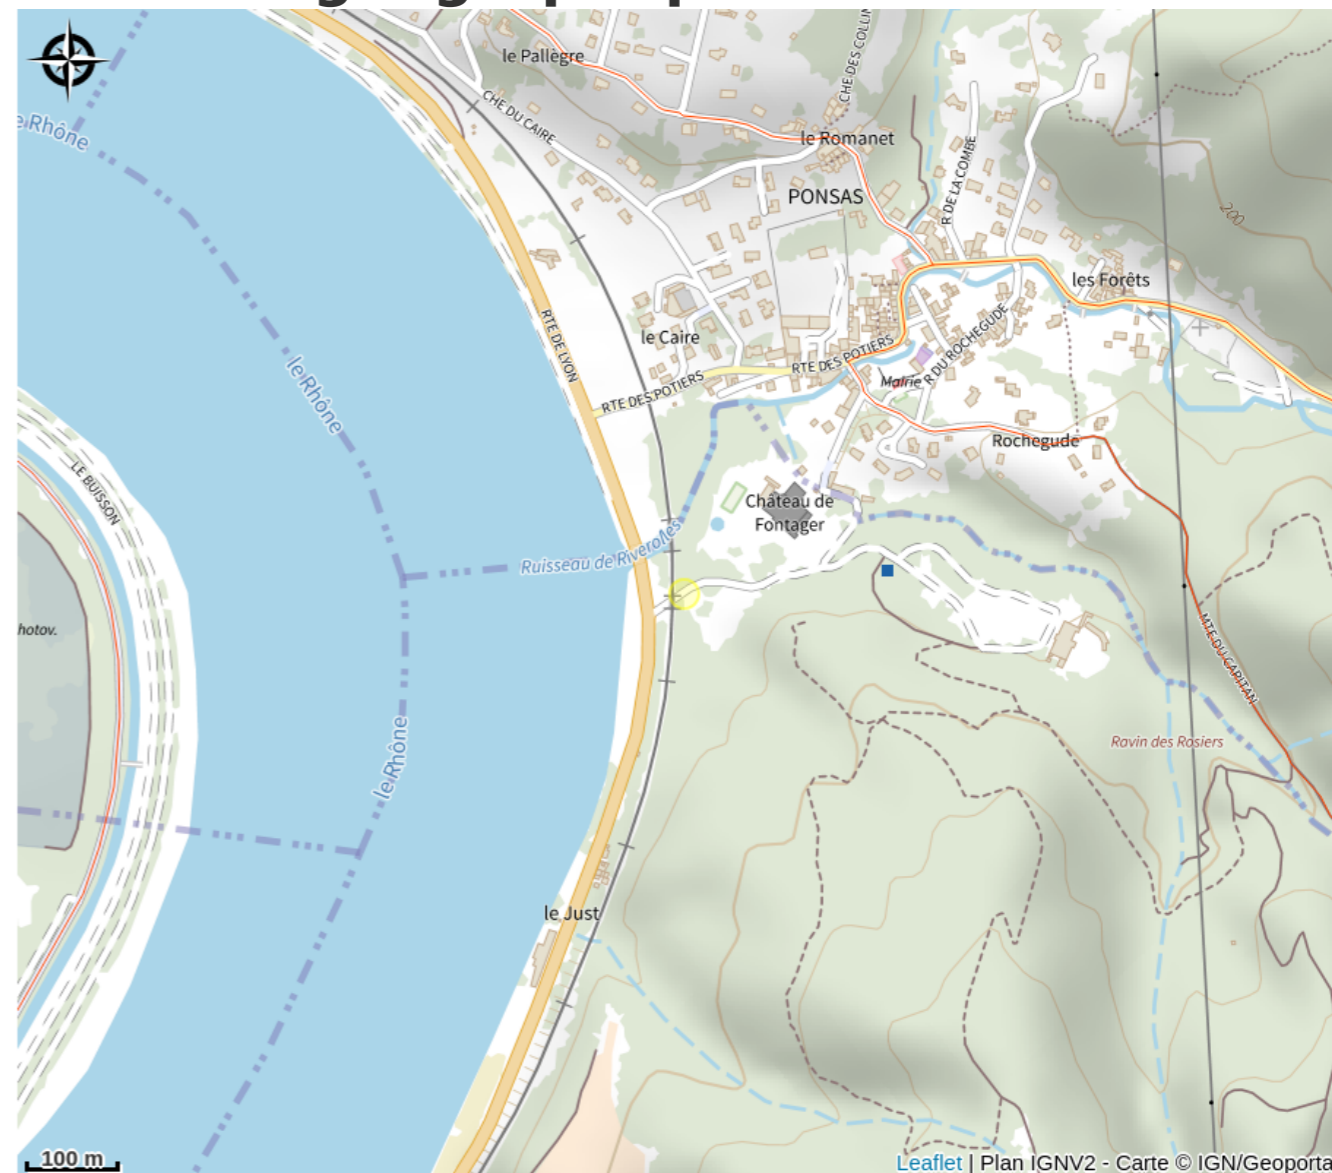 le Pallègre
CHE DES COLLIN
CHE DU CAIRE
le Romanet
e Rhône
R DE LA COMBE
PONSAS
200
les Forêts
le Caire
RTE DE LYON
RTE DES POTIERS
R DU ROCHEGUDE
le Rhône
Mairie
RTE DES POTIERS
Rochegude
LE BUISSON
Château de
Fontager
Ruisseau de Riverolles
hotov.
MTE DU CAPITAN
Ravin des Rosiers
le Rhône
le Just
100 m
Leaflet | Plan IGNV2 - Carte © IGN/Geoporta